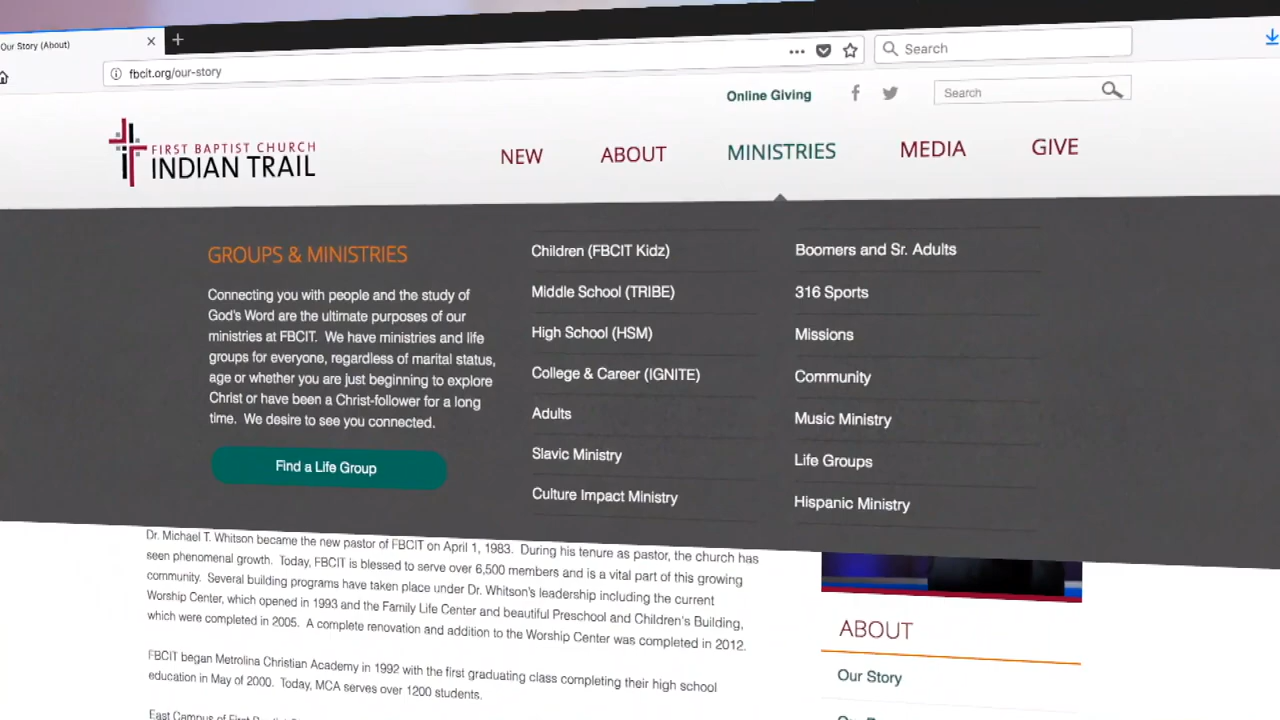 Our Story (About)
fbcit.org/our-story
Search
Online Giving
Search
FIRST BAPTIST CHURCH
INDIAN TRAIL
NEW
ABOUT
MINISTRIES
MEDIA
GIVE
GROUPS & MINISTRIES
Connecting you with people and the study of
God's Word are the ultimate purposes of our
ministries at FBCIT. We have ministries and life
groups for everyone, regardless of marital status,
age or whether you are just beginning to explore
Christ or have been a Christ-follower for a long
time. We desire to see you connected.
Find a Life Group
Children (FBCIT Kidz)
Middle School (TRIBE)
High School (HSM)
College & Career (IGNITE)
Adults
Slavic Ministry
Culture Impact Ministry
Boomers and Sr. Adults
316 Sports
Missions
Community
Music Ministry
Life Groups
Hispanic Ministry
Dr. Michael T. Whitson became the new pastor of FBCIT on April 1, 1983. During his tenure as pastor, the church has
seen phenomenal growth. Today, FBCIT is blessed to serve over 6,500 members and is a vital part of this growing
community. Several building programs have taken place under Dr. Whitson's leadership including the current
Worship Center, which opened in 1993 and the Family Life Center and beautiful Preschool and Children's Building,
which were completed in 2005. A complete renovation and addition to the Worship Center was completed in 2012.
FBCIT began Metrolina Christian Academy in 1992 with the first graduating class completing their high school
education in May of 2000. Today, MCA serves over 1200 students.
East Campus of First Baptist
ABOUT
Our Story
Our